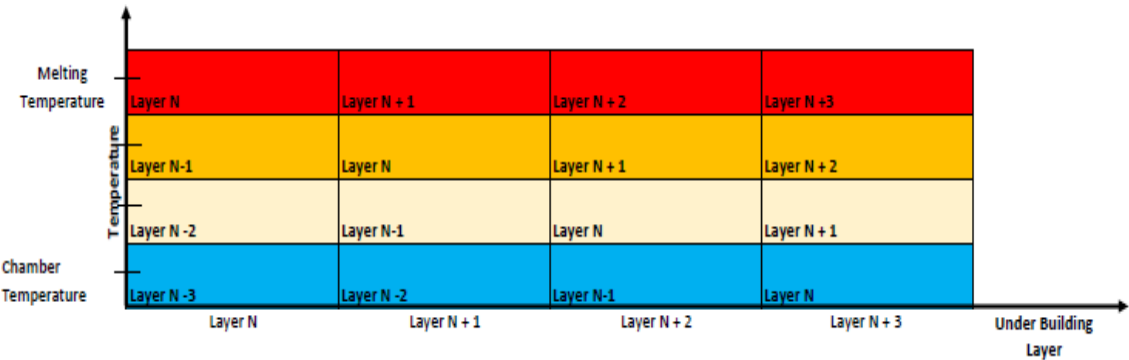 Melting
Temperature
Temperature
Chamber
Temperature
Layer N
Layer N + 1
Layer N + 2
Layer N +3
Layer N-1
Layer N
Layer N + 1
Layer N + 2
Layer N -2
Layer N-1
Layer N
Layer N + 1
Layer N -3
Layer N -2
Layer N-1
Layer N
Layer N
Layer N + 1
Layer N + 2
Layer N + 3
Under Building
Layer